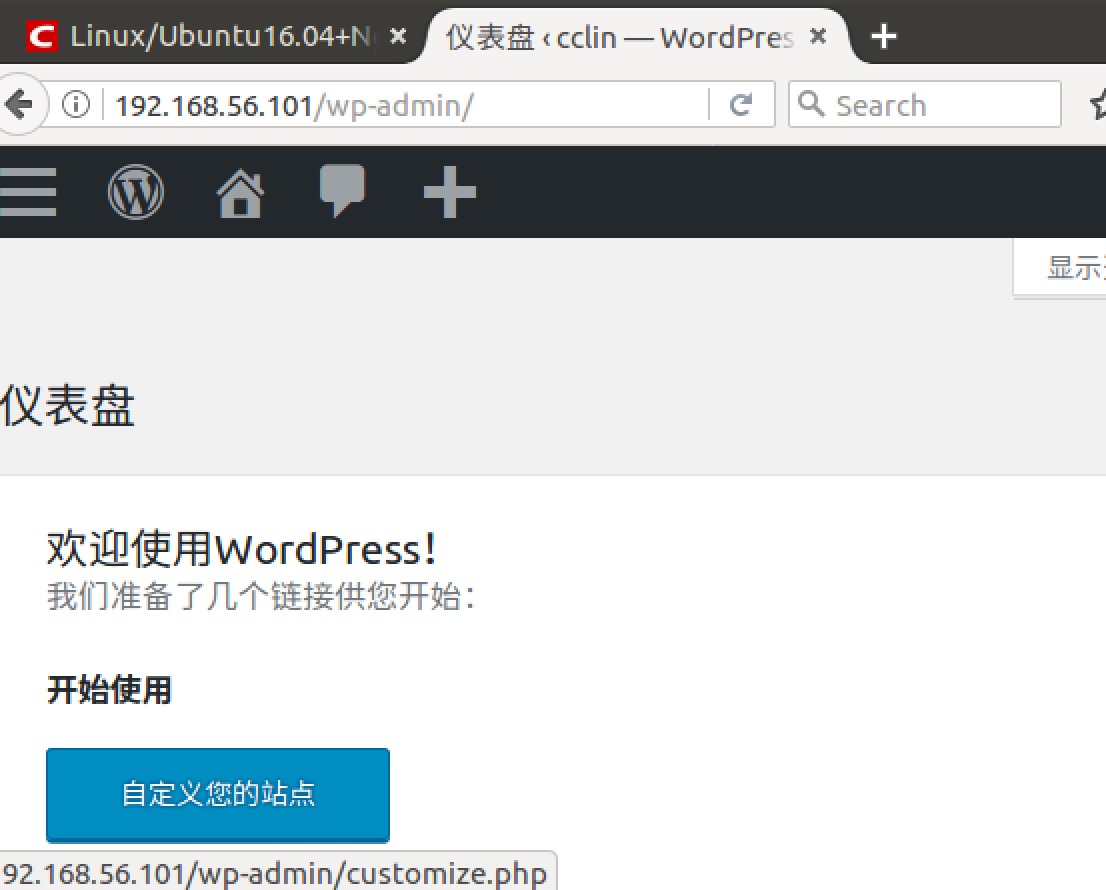 Linux/Ubuntu16.04+N
仪表盘 ‹ cclin — WordPres
192.168.56.101/wp-admin/
Search
显示
仪表盘
欢迎使用WordPress！
我们准备了几个链接供您开始：
开始使用
自定义您的站点
92.168.56.101/wp-admin/customize.php